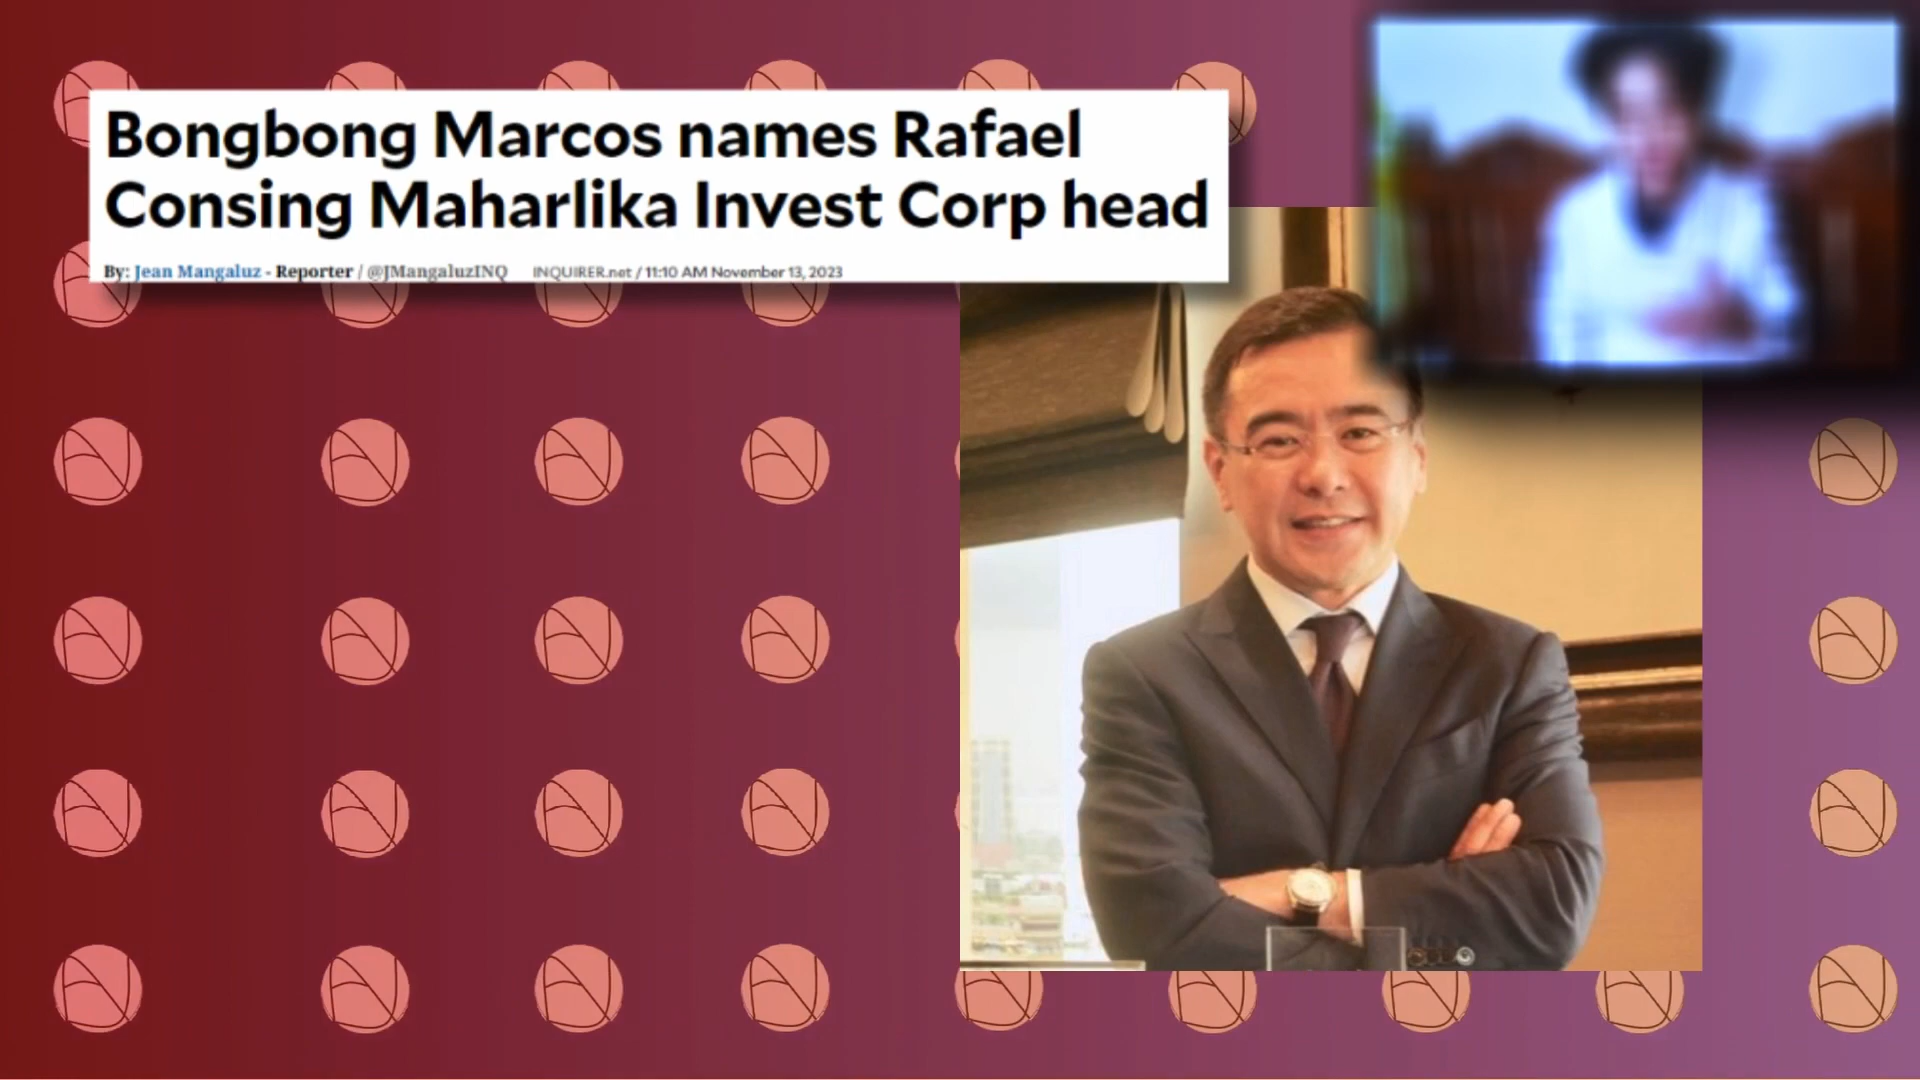 Bongbong Marcos names Rafael
Consing Maharlika Invest Corp head
By: Jean Mangaluz - Reporter / @JMangaluzINQ INQUIRER.net / 11:10 AM November 13, 2023